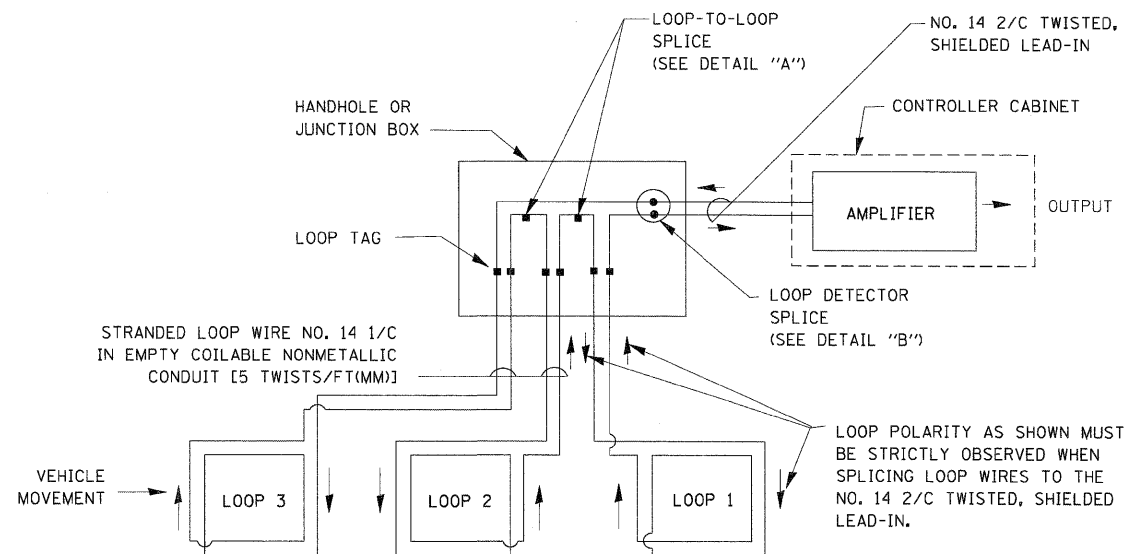 LOOP-TO-LOOP
SPLICE
(SEE DETAIL "A")
NO. 14 2/C TWISTED,
SHIELDED LEAD-IN
HANDHOLE OR
JUNCTION BOX
CONTROLLER CABINET
AMPLIFIER
OUTPUT
LOOP TAG
LOOP DETECTOR
SPLICE
(SEE DETAIL "B")
STRANDED LOOP WIRE NO. 14 1/C
IN EMPTY COILABLE NONMETALLIC
CONDUIT [5 TWISTS/FT(MM)]
LOOP POLARITY AS SHOWN MUST
BE STRICTLY OBSERVED WHEN
SPLICING LOOP WIRES TO THE
NO. 14 2/C TWISTED, SHIELDED
LEAD-IN.
VEHICLE
MOVEMENT
LOOP 3
LOOP 2
LOOP 1